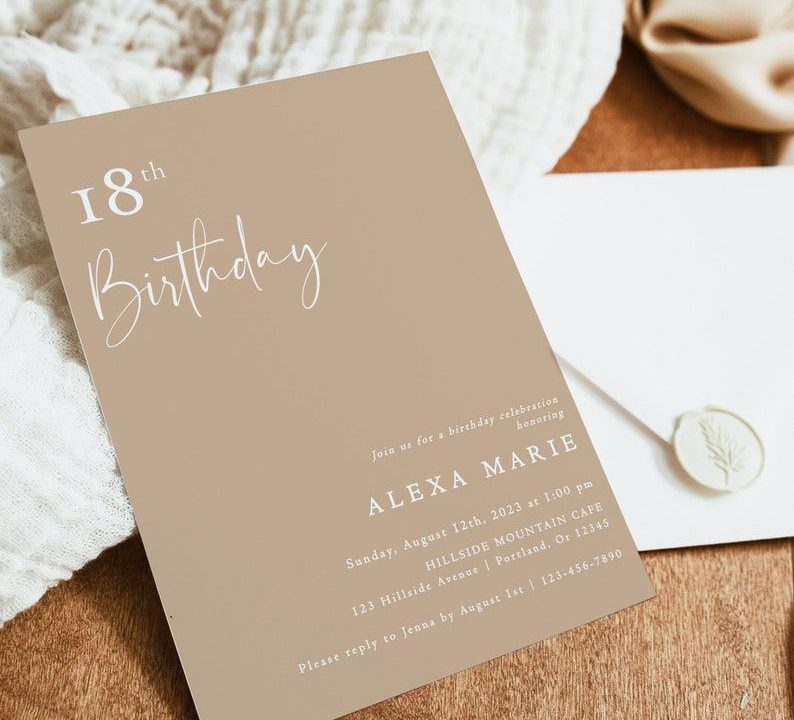 18th
Birthday
Join us for a birthday celebration
honoring
ALEXA MARIE
Sunday, August 12th, 2023 at 1:00 pm
HILLSIDE MOUNTAIN CAFE
123 Hillside Avenue | Portland, Or 12345
Please reply to Jenna by August 1st | 123-456-7890